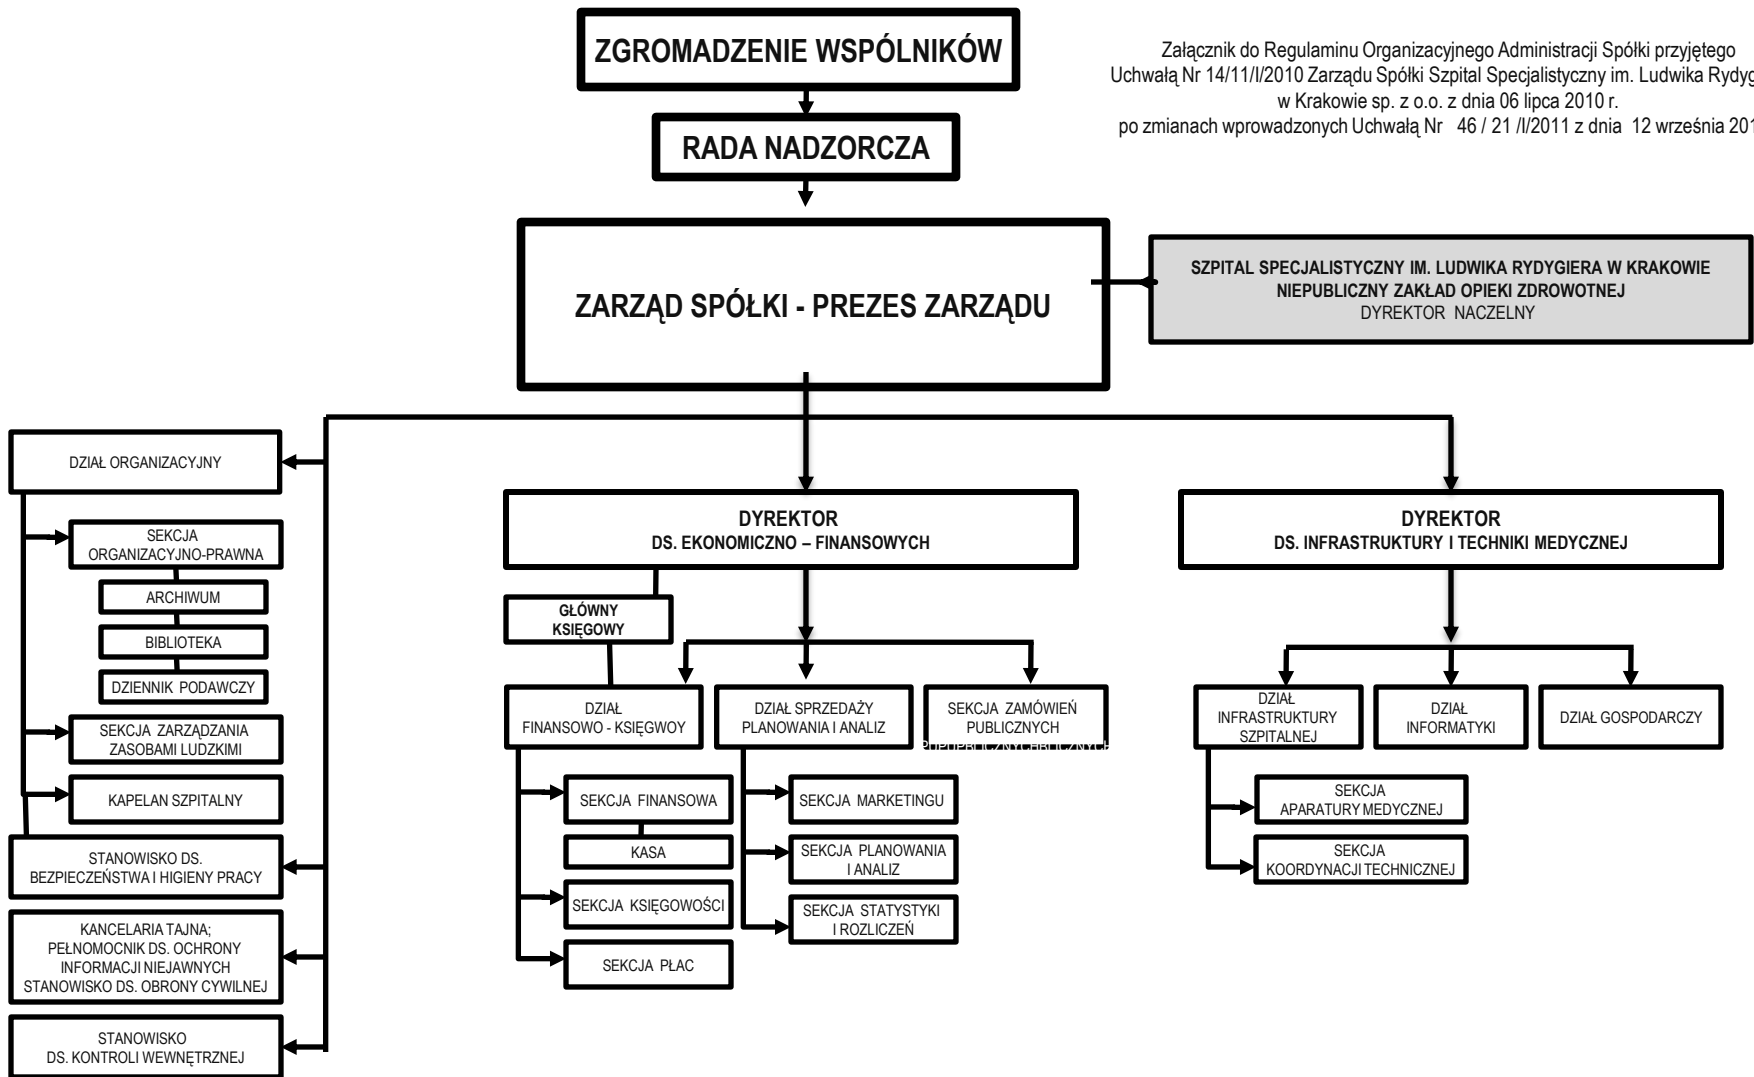 ZGROMADZENIE WSPÓLNIKÓW
Załącznik do Regulaminu Organizacyjnego Administracji Spółki przyjętego
Uchwałą Nr 14/11/I/2010 Zarządu Spółki Szpital Specjalistyczny im. Ludwika Rydyg
w Krakowie sp. z o.o. z dnia 06 lipca 2010 r.
po zmianach wprowadzonych Uchwałą Nr 46 / 21 /I/2011 z dnia 12 września 201
RADA NADZORCZA
ZARZĄD SPÓŁKI - PREZES ZARZĄDU
SZPITAL SPECJALISTYCZNY IM. LUDWIKA RYDYGIERA W KRAKOWIE
NIEPUBLICZNY ZAKŁAD OPIEKI ZDROWOTNEJ
DYREKTOR NACZELNY
DZIAŁ ORGANIZACYJNY
SEKCJA
ORGANIZACYJNO-PRAWNA
ARCHIWUM
BIBLIOTEKA
DZIENNIK PODAWCZY
SEKCJA ZARZĄDZANIA
ZASOBAMI LUDZKIMI
KAPELAN SZPITALNY
STANOWISKO DS.
BEZPIECZEŃSTWA I HIGIENY PRACY
KANCELARIA TAJNA;
PEŁNOMOCNIK DS. OCHRONY
INFORMACJI NIEJAWNYCH
STANOWISKO DS. OBRONY CYWILNEJ
STANOWISKO
DS. KONTROLI WEWNĘTRZNEJ
DYREKTOR
DS. EKONOMICZNO – FINANSOWYCH
GŁÓWNY
KSIĘGOWY
DZIAŁ
FINANSOWO - KSIĘGWOY
SEKCJA FINANSOWA
KASA
SEKCJA KSIĘGOWOŚCI
SEKCJA PŁAC
DZIAŁ SPRZEDAŻY
PLANOWANIA I ANALIZ
SEKCJA MARKETINGU
SEKCJA PLANOWANIA
I ANALIZ
SEKCJA STATYSTYKI
I ROZLICZEŃ
SEKCJA ZAMÓWIEŃ
PUBLICZNYCH
DYREKTOR
DS. INFRASTRUKTURY I TECHNIKI MEDYCZNEJ
DZIAŁ
INFRASTRUKTURY
SZPITALNEJ
SEKCJA
APARATURY MEDYCZNEJ
SEKCJA
KOORDYNACJI TECHNICZNEJ
DZIAŁ
INFORMATYKI
DZIAŁ GOSPODARCZY